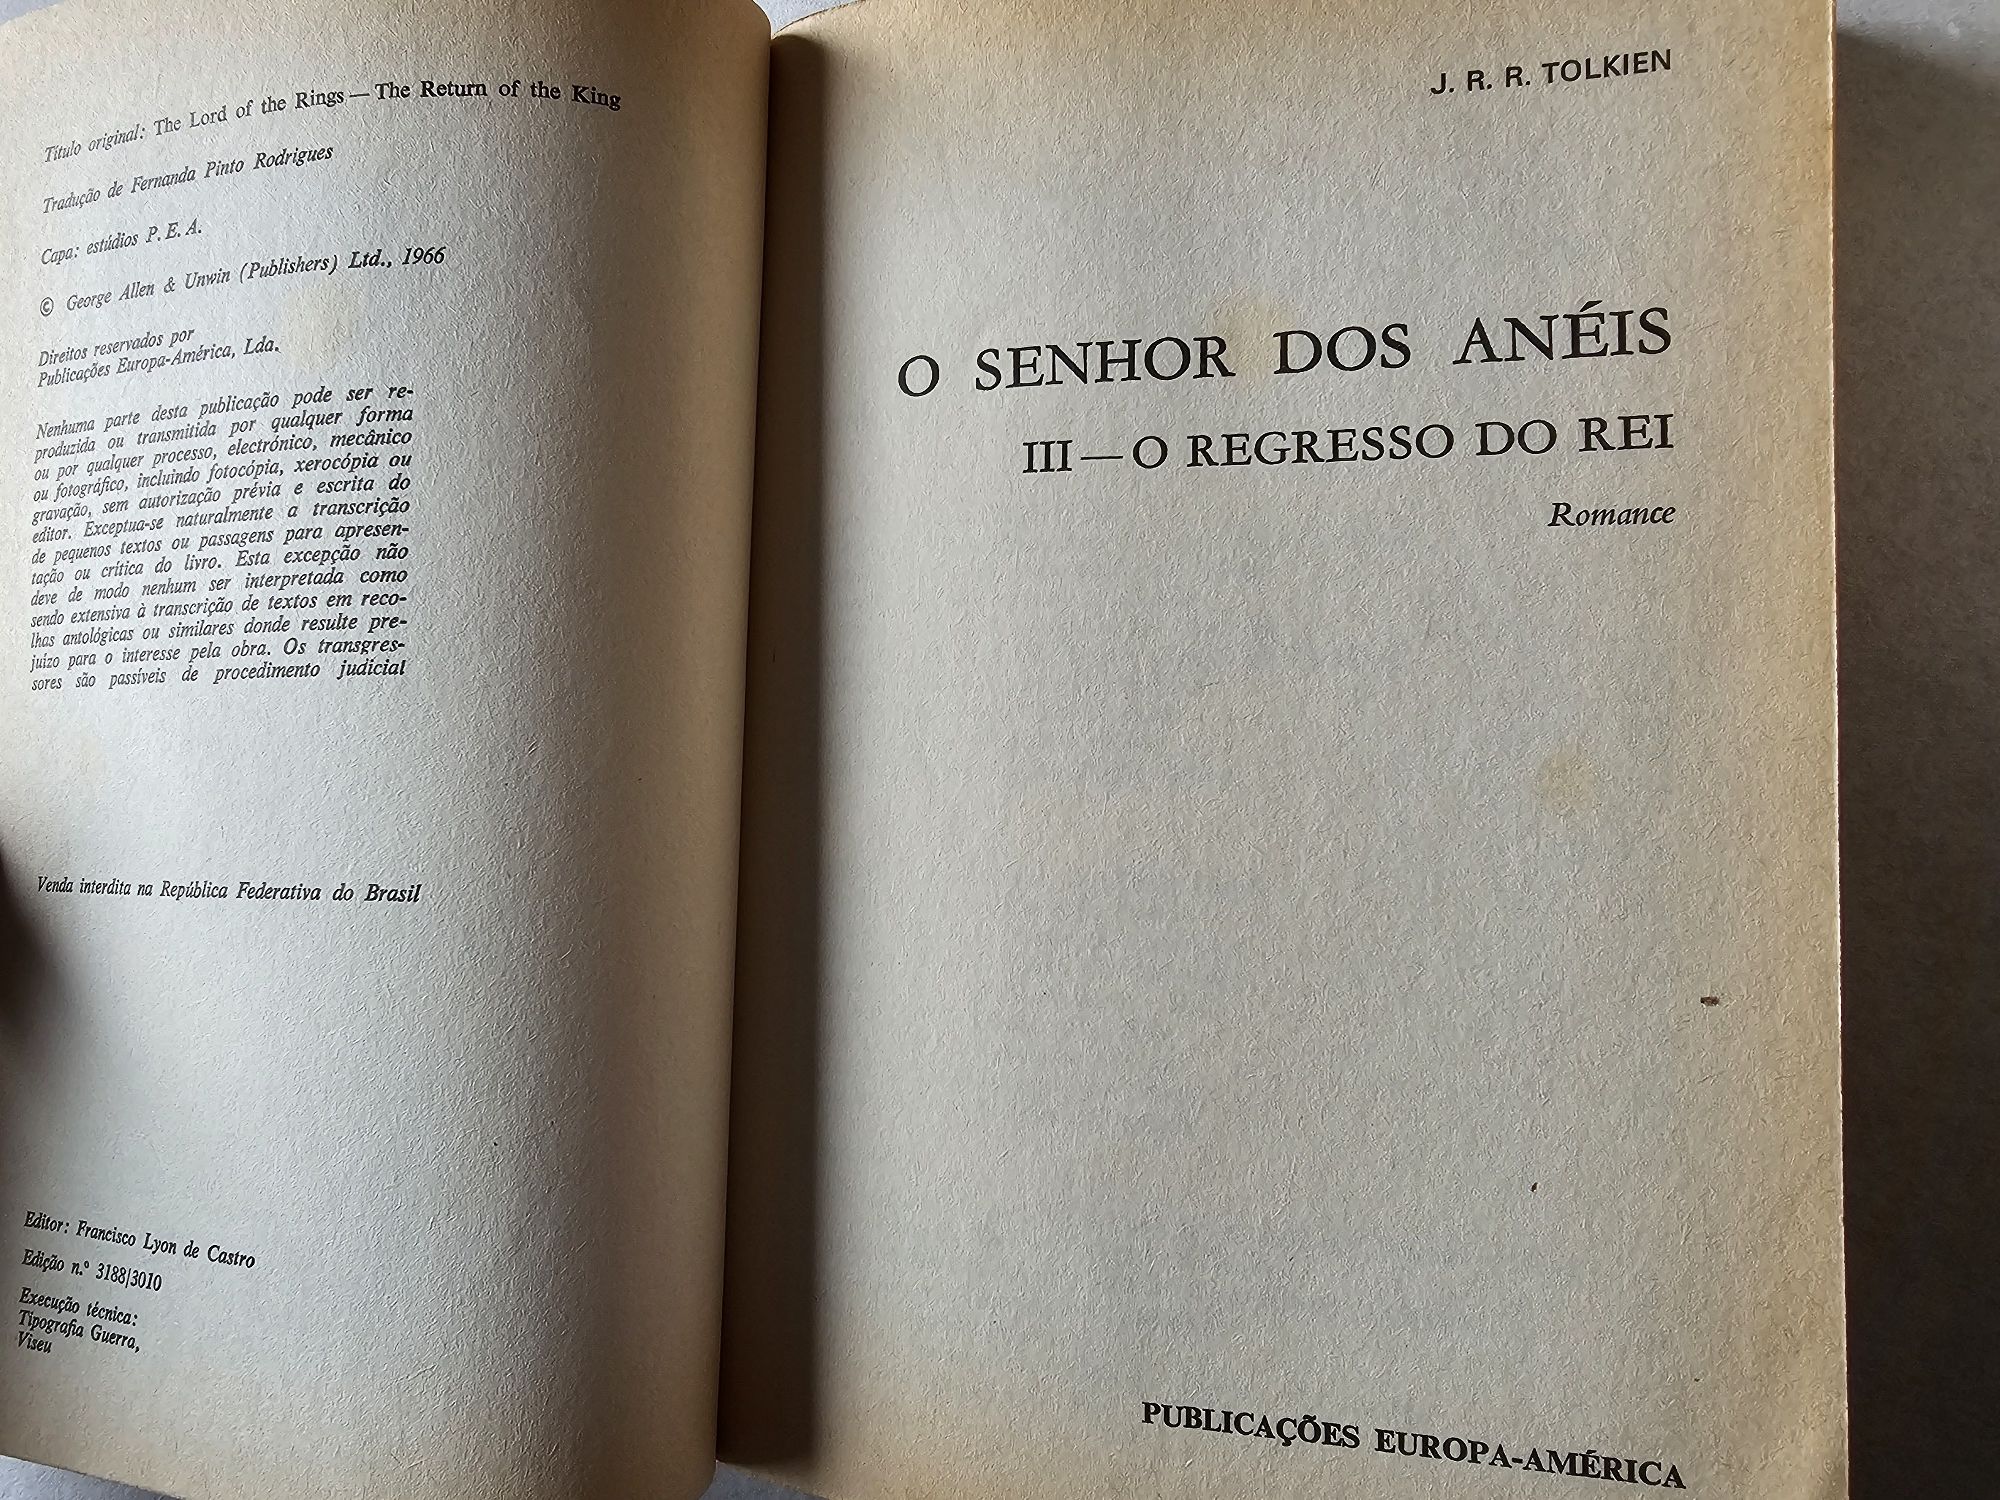 Título original: The Lord of the Rings — The Return of the King
Tradução de Fernanda Pinto Rodrigues
Capa: estúdios P. E. A.
© George Allen & Unwin (Publishers) Ltd., 1966
Direitos reservados por
Publicações Europa-América, Lda.
Nenhuma parte desta publicação pode ser re-
produzida ou transmitida por qualquer forma
ou por qualquer processo, electrónico, mecânico
ou fotográfico, incluindo fotocópia, xerocópia ou
gravação, sem autorização prévia e escrita do
editor. Exceptua-se naturalmente a transcrição
de pequenos textos ou passagens para apresen-
tação ou crítica do livro. Esta excepção não
deve de modo nenhum ser interpretada como
sendo extensiva à transcrição de textos em reco-
lhas antológicas ou similares donde resulte pre-
juízo para o interesse pela obra. Os transgres-
sores são passíveis de procedimento judicial
Venda interdita na República Federativa do Brasil
Editor: Francisco Lyon de Castro
Edição n.º 3188/3010
Execução técnica:
Tipografia Guerra,
Viseu
J. R. R. TOLKIEN
O SENHOR DOS ANÉIS
III — O REGRESSO DO REI
Romance
PUBLICAÇÕES EUROPA-AMÉRICA